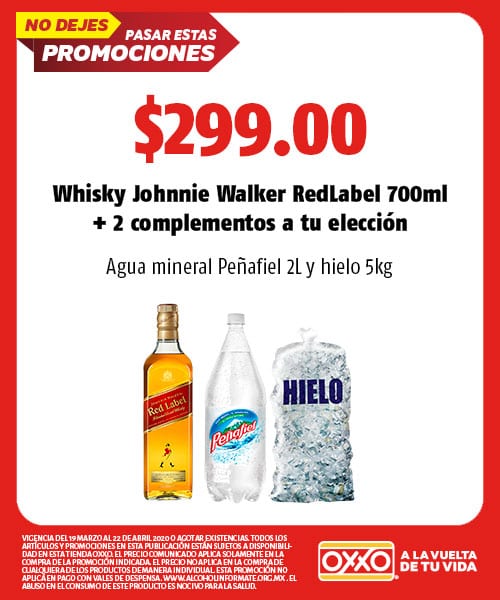 NO DEJES
PASAR ESTAS
PROMOCIONES
$299.00
Whisky Johnnie Walker RedLabel 700ml
+ 2 complementos a tu elección
Agua mineral Peñafiel 2L y hielo 5kg
Red Label
Peñafiel
HIELO
VIGENCIA DEL 19 MARZO AL 22 DE ABRIL 2020 O AGOTAR EXISTENCIAS. TODOS LOS
ARTÍCULOS Y PROMOCIONES EN ESTA PUBLICACIÓN ESTÁN SUJETOS A DISPONIBILI-
DAD EN ESTA TIENDA OXXO. EL PRECIO COMUNICADO APLICA SOLAMENTE EN LA
COMPRA DE LA PROMOCIÓN INDICADA. EL PRECIO NO APLICA EN LA COMPRA DE
CUALQUIERA DE LOS PRODUCTOS DE MANERA INDIVIDUAL. ESTA PROMOCIÓN NO
APLICA EN PAGO CON VALES DE DESPENSA. WWW.ALCOHOLINFORMATE.ORG.MX . EL
ABUSO EN EL CONSUMO DE ESTE PRODUCTO ES NOCIVO PARA LA SALUD.
OXXO
A LA VUELTA
DE TU VIDA